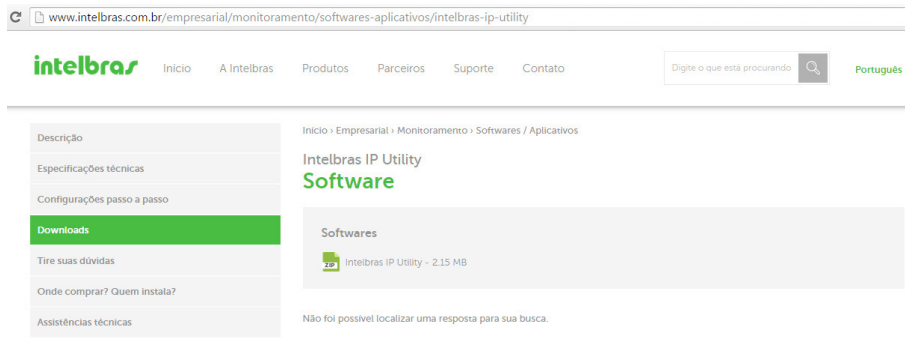 www.intelbras.com.br/empresarial/monitoramento/softwares-aplicativos/intelbras-ip-utility
intelbras Início A Intelbras Produtos Parceiros Suporte Contato Digite o que está procurando Português
Descrição
Especificações técnicas
Configurações passo a passo
Downloads
Tire suas dúvidas
Onde comprar? Quem instala?
Assistências técnicas
Início › Empresarial › Monitoramento › Softwares / Aplicativos
Intelbras IP Utility
Software
Softwares
ZIP Intelbras IP Utility - 2.15 MB
Não foi possível localizar uma resposta para sua busca.